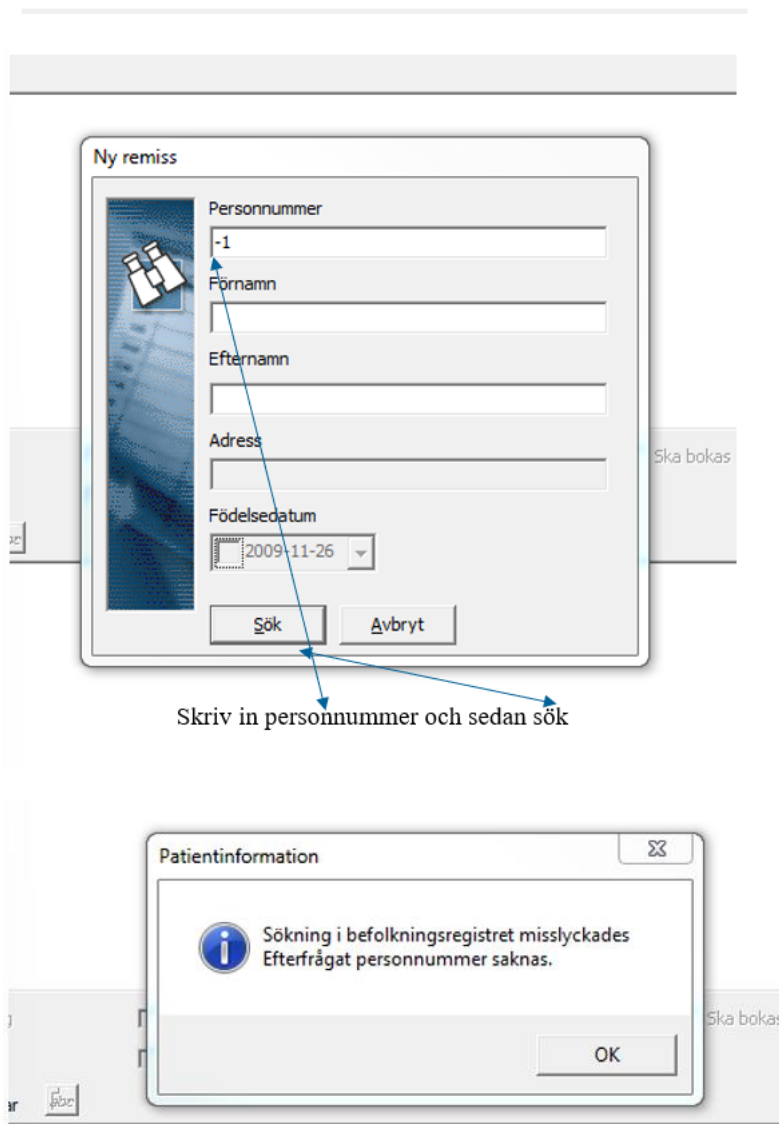 Ny remiss
Personnummer
-1
Förnamn
Efternamn
Adress
Ska bokas
Födelsedatum
2009-11-26
Sök Avbryt
Skriv in personnummer och sedan sök
Patientinformation
Sökning i befolkningsregistret misslyckades
Efterfrågat personnummer saknas.
Ska bokas
OK
ar